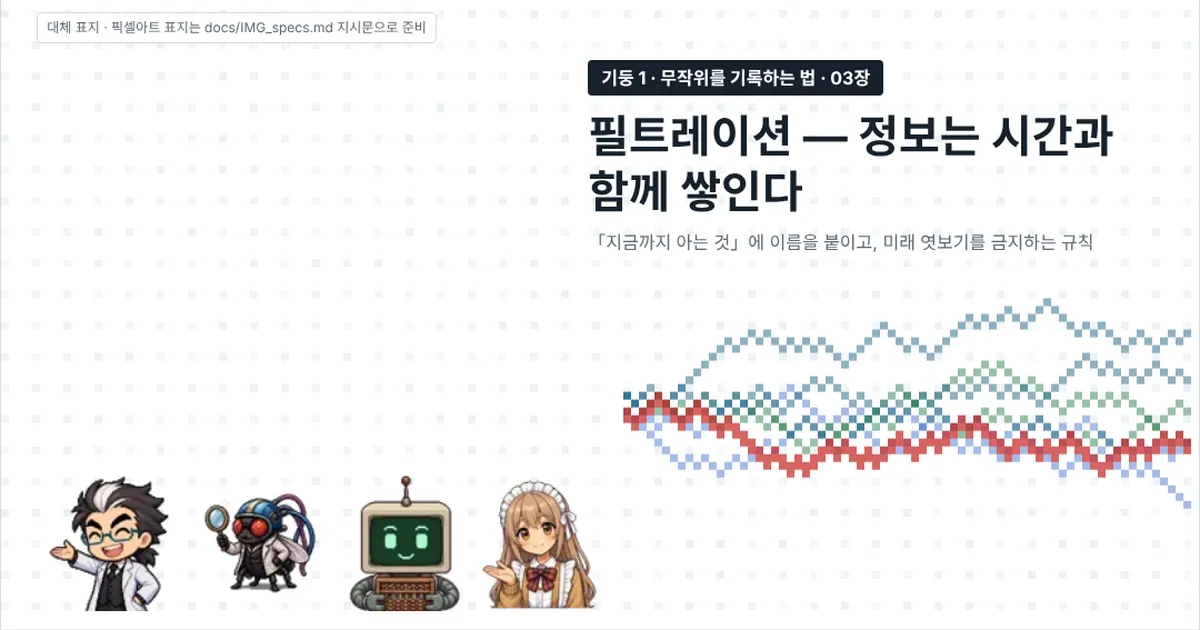 대체 표지 · 픽셀아트 표지는 docs/IMG_specs.md 지시문으로 준비
기둥 1 · 무작위를 기록하는 법 · 03장
필트레이션 — 정보는 시간과
함께 쌓인다
「지금까지 아는 것」에 이름을 붙이고, 미래 엿보기를 금지하는 규칙